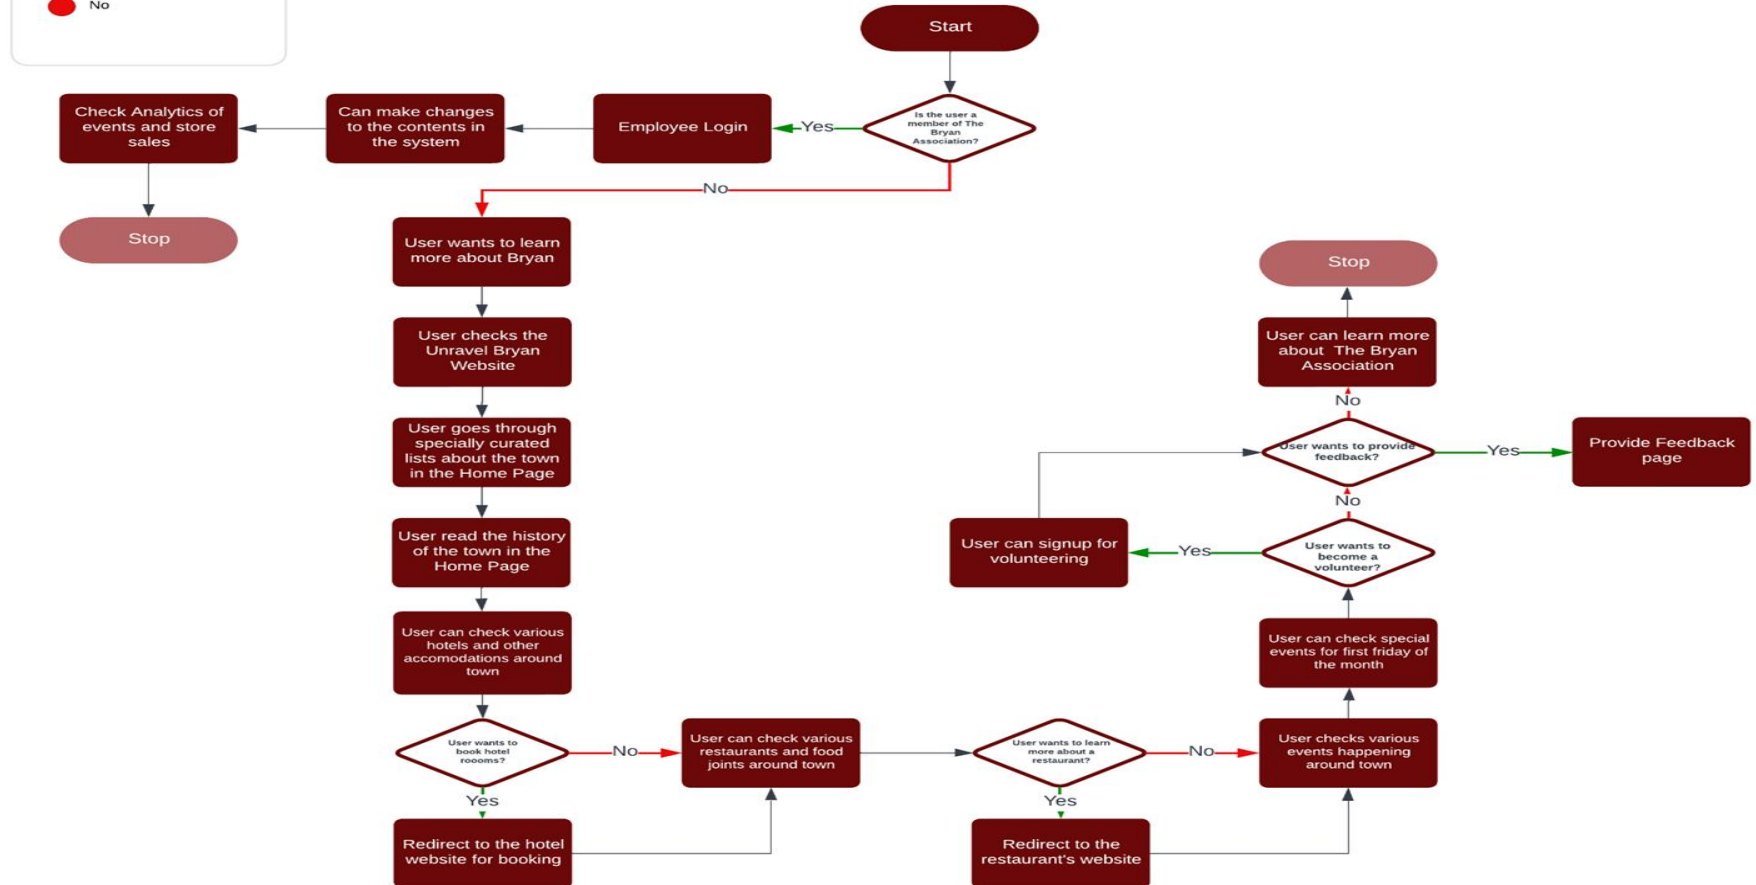 No
Start
Is the user a
member of The
Bryan
Association?
Yes
Employee Login
Can make changes
to the contents in
the system
Check Analytics of
events and store
sales
Stop
No
User wants to learn
more about Bryan
User checks the
Unravel Bryan
Website
User goes through
specially curated
lists about the town
in the Home Page
User read the history
of the town in the
Home Page
User can check various
hotels and other
accomodations around
town
User wants to
book hotel
roooms?
Yes
Redirect to the hotel
website for booking
No
User can check various
restaurants and food
joints around town
User wants to learn
more about a
restaurant?
Yes
Redirect to the
restaurant's website
No
User checks various
events happening
around town
User can check special
events for first friday of
the month
User wants to
become a
volunteer?
Yes
User can signup for
volunteering
No
User wants to provide
feedback?
Yes
Provide Feedback
page
No
User can learn more
about The Bryan
Association
Stop